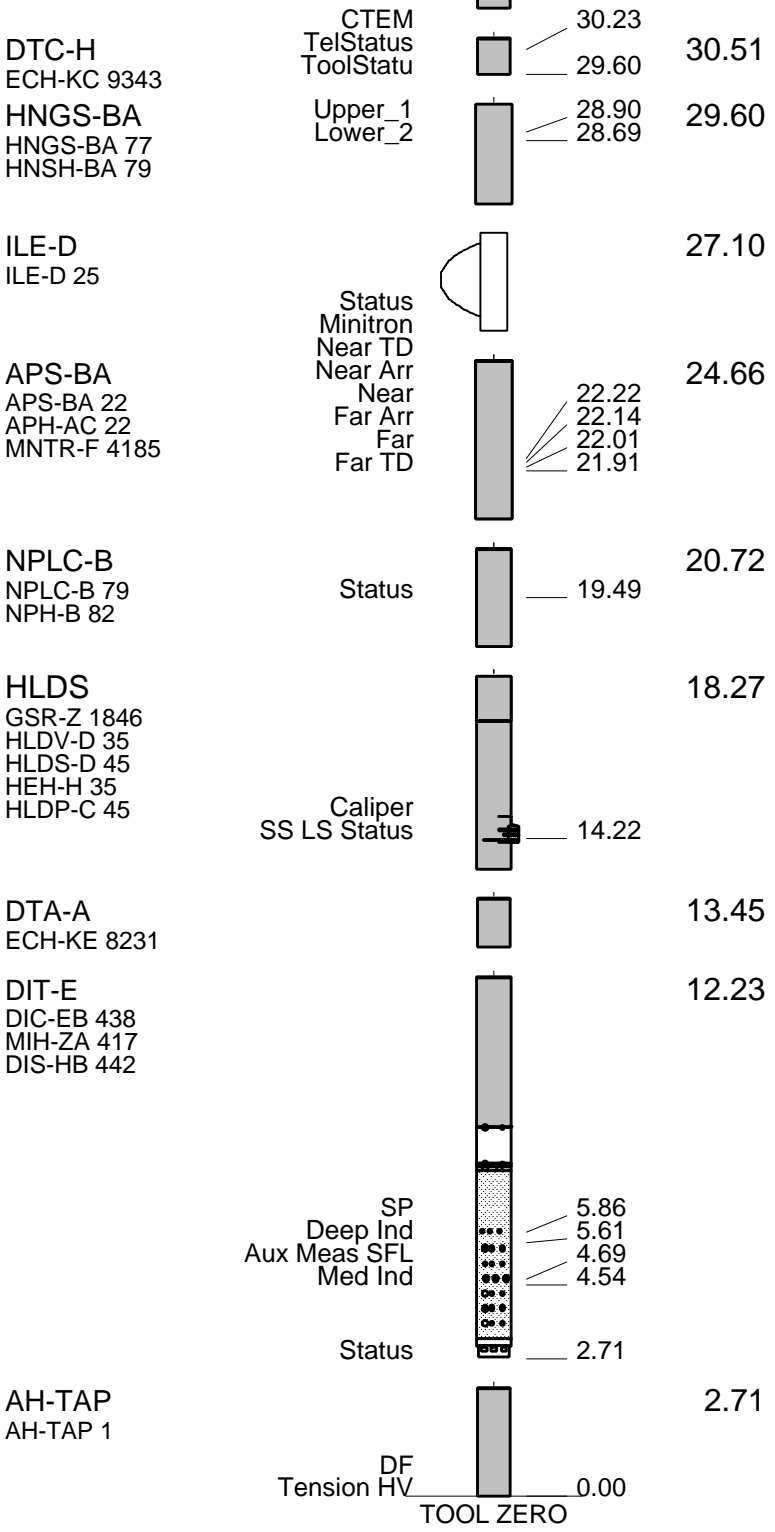 CTEM 30.23
DTC-H TelStatus 30.51
ECH-KC 9343 ToolStatu 29.60
HNGS-BA Upper_1 28.90 29.60
HNGS-BA 77 Lower_2 28.69
HNSH-BA 79
ILE-D 27.10
ILE-D 25
Status
Minitron
Near TD
APS-BA Near Arr 24.66
APS-BA 22 Near 22.22
APH-AC 22 Far Arr 22.14
MNTR-F 4185 Far 22.01
Far TD 21.91
NPLC-B 20.72
NPLC-B 79 Status 19.49
NPH-B 82
HLDS 18.27
GSR-Z 1846
HLDV-D 35
HLDS-D 45
HEH-H 35
HLDP-C 45 Caliper
SS LS Status 14.22
DTA-A 13.45
ECH-KE 8231
DIT-E 12.23
DIC-EB 438
MIH-ZA 417
DIS-HB 442
SP 5.86
Deep Ind 5.61
Aux Meas SFL 4.69
Med Ind 4.54
Status 2.71
AH-TAP 2.71
AH-TAP 1
DF
Tension HV 0.00
TOOL ZERO